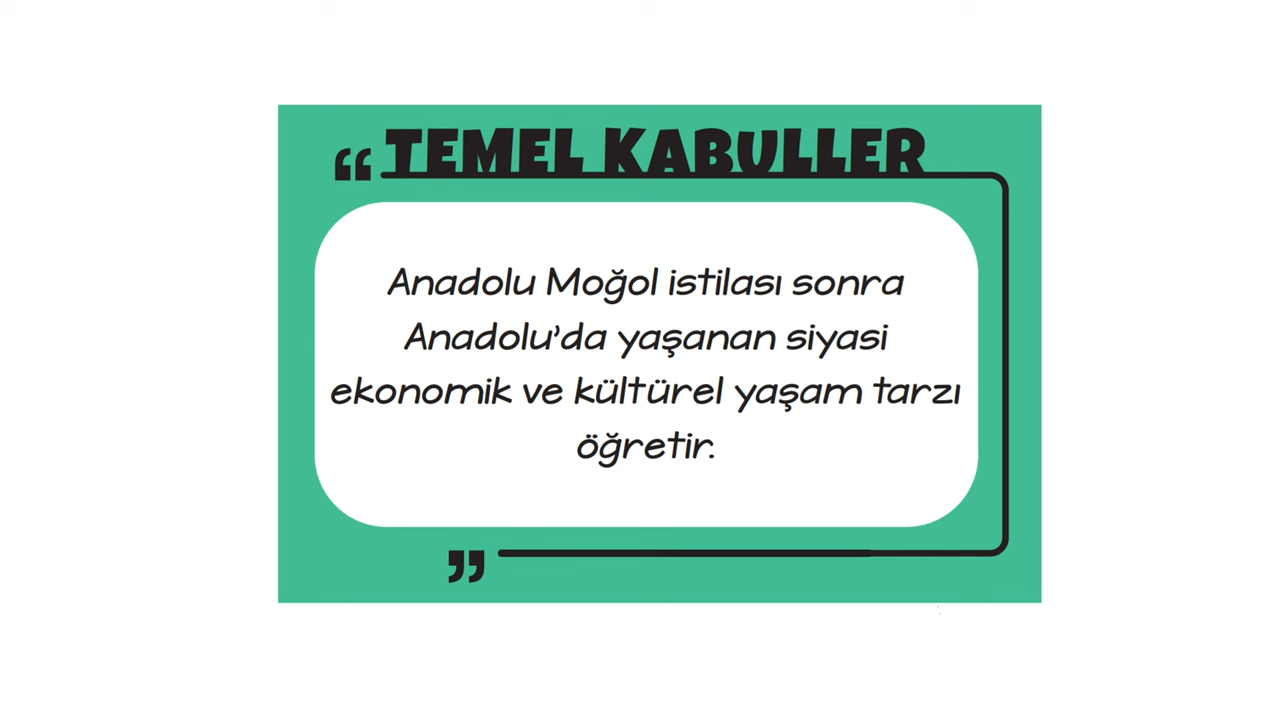 “TEMEL KABULLER
Anadolu Moğol istilası sonra
Anadolu’da yaşanan siyasi
ekonomik ve kültürel yaşam tarzı
öğretir.
”